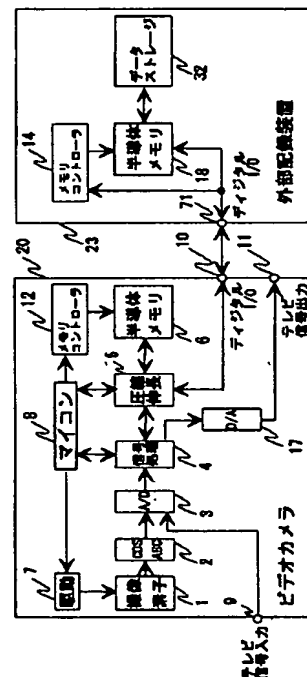 20
23
7
駆動
8
マイコン
12
メモリ
コントローラ
14
メモリ
コントローラ
撮像
素子
1
CDS
AGC
2
A/D
3
信号
処理
4
圧縮
伸長
5
半導体
メモリ
6
半導体
メモリ
18
データ
ストレージ
32
D/A
17
9
テレビ
信号入力
ビデオカメラ
ディジタル
I/O
10
11
テレビ
信号出力
71
ディジタル
I/O
外部記憶装置